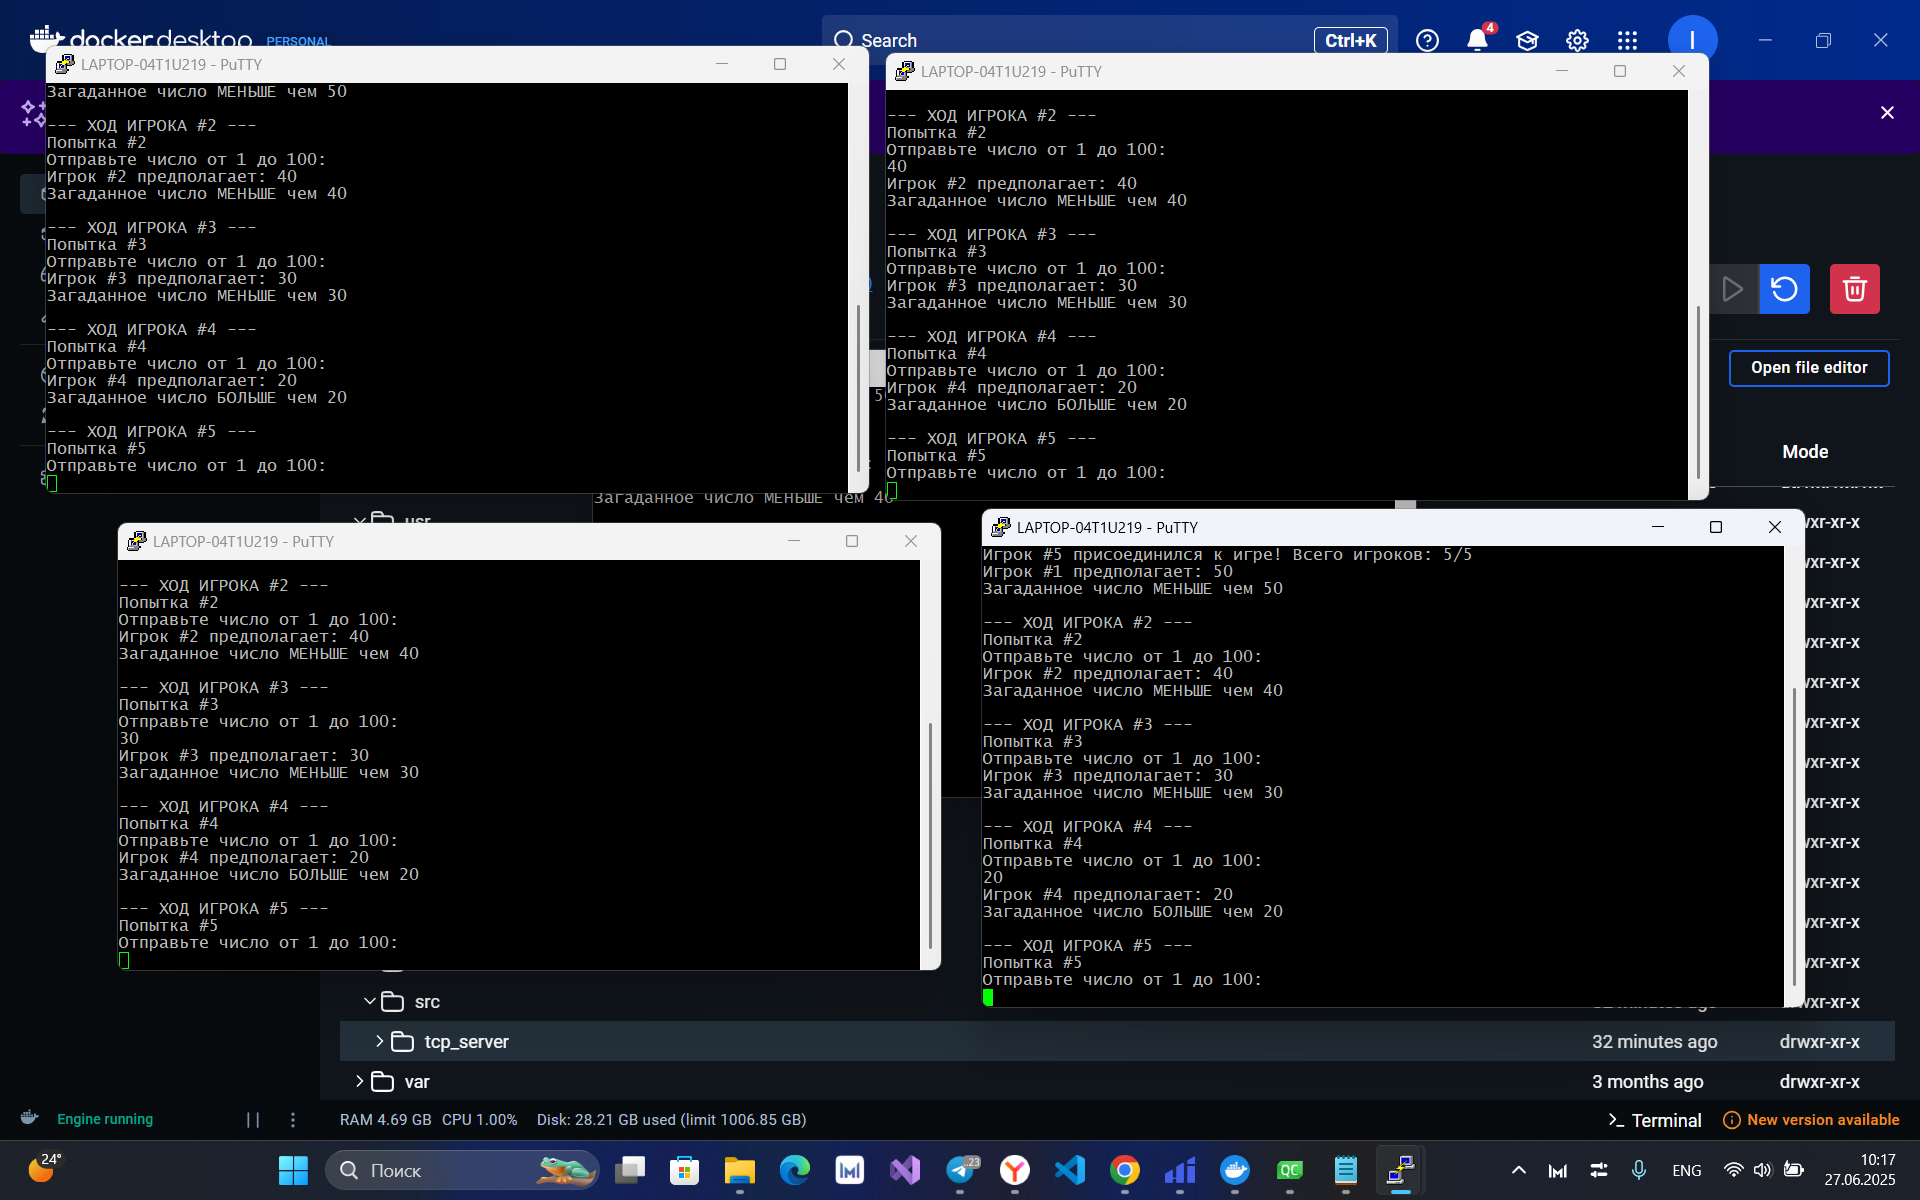 docker desktop PERSONAL
Search
Ctrl+K
4
I
LAPTOP-04T1U219 - PuTTY
Загаданное число МЕНЬШЕ чем 50
--- ХОД ИГРОКА #2 ---
Попытка #2
Отправьте число от 1 до 100:
Игрок #2 предполагает: 40
Загаданное число МЕНЬШЕ чем 40
--- ХОД ИГРОКА #3 ---
Попытка #3
Отправьте число от 1 до 100:
Игрок #3 предполагает: 30
Загаданное число МЕНЬШЕ чем 30
--- ХОД ИГРОКА #4 ---
Попытка #4
Отправьте число от 1 до 100:
Игрок #4 предполагает: 20
Загаданное число БОЛЬШЕ чем 20
--- ХОД ИГРОКА #5 ---
Попытка #5
Отправьте число от 1 до 100:
LAPTOP-04T1U219 - PuTTY
--- ХОД ИГРОКА #2 ---
Попытка #2
Отправьте число от 1 до 100:
40
Игрок #2 предполагает: 40
Загаданное число МЕНЬШЕ чем 40
--- ХОД ИГРОКА #3 ---
Попытка #3
Отправьте число от 1 до 100:
Игрок #3 предполагает: 30
Загаданное число МЕНЬШЕ чем 30
--- ХОД ИГРОКА #4 ---
Попытка #4
Отправьте число от 1 до 100:
Игрок #4 предполагает: 20
Загаданное число БОЛЬШЕ чем 20
--- ХОД ИГРОКА #5 ---
Попытка #5
Отправьте число от 1 до 100:
Open file editor
Mode
Загаданное число МЕНЬШЕ чем 40
usr
LAPTOP-04T1U219 - PuTTY
--- ХОД ИГРОКА #2 ---
Попытка #2
Отправьте число от 1 до 100:
Игрок #2 предполагает: 40
Загаданное число МЕНЬШЕ чем 40
--- ХОД ИГРОКА #3 ---
Попытка #3
Отправьте число от 1 до 100:
30
Игрок #3 предполагает: 30
Загаданное число МЕНЬШЕ чем 30
--- ХОД ИГРОКА #4 ---
Попытка #4
Отправьте число от 1 до 100:
Игрок #4 предполагает: 20
Загаданное число БОЛЬШЕ чем 20
--- ХОД ИГРОКА #5 ---
Попытка #5
Отправьте число от 1 до 100:
LAPTOP-04T1U219 - PuTTY
Игрок #5 присоединился к игре! Всего игроков: 5/5
Игрок #1 предполагает: 50
Загаданное число МЕНЬШЕ чем 50
--- ХОД ИГРОКА #2 ---
Попытка #2
Отправьте число от 1 до 100:
Игрок #2 предполагает: 40
Загаданное число МЕНЬШЕ чем 40
--- ХОД ИГРОКА #3 ---
Попытка #3
Отправьте число от 1 до 100:
Игрок #3 предполагает: 30
Загаданное число МЕНЬШЕ чем 30
--- ХОД ИГРОКА #4 ---
Попытка #4
Отправьте число от 1 до 100:
20
Игрок #4 предполагает: 20
Загаданное число БОЛЬШЕ чем 20
--- ХОД ИГРОКА #5 ---
Попытка #5
Отправьте число от 1 до 100:
wxr-xr-x
wxr-xr-x
wxr-xr-x
wxr-xr-x
wxr-xr-x
wxr-xr-x
wxr-xr-x
wxr-xr-x
wxr-xr-x
wxr-xr-x
wxr-xr-x
wxr-xr-x
src wxr-xr-x
tcp_server 32 minutes ago drwxr-xr-x
var 3 months ago drwxr-xr-x
Engine running RAM 4.69 GB CPU 1.00% Disk: 28.21 GB used (limit 1006.85 GB) Terminal New version available
24°
Поиск
23
QC
ENG
10:17
27.06.2025